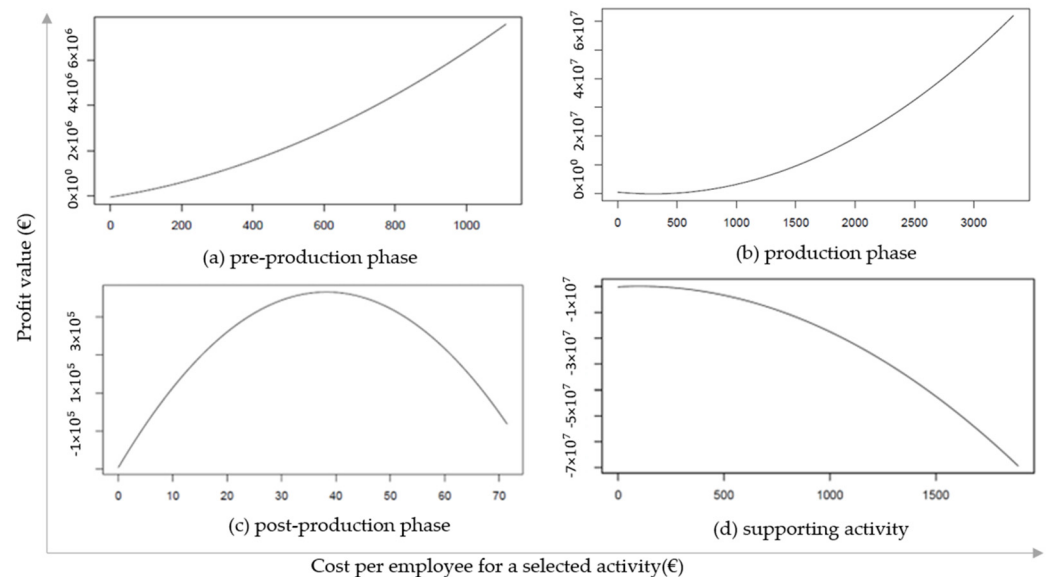 Profit value (€)
6×10⁶
4×10⁶
2×10⁶
0×10⁰
0 200 400 600 800 1000
(a) pre-production phase
6×10⁷
4×10⁷
2×10⁷
0×10⁰
0 500 1000 1500 2000 2500 3000
(b) production phase
3×10⁵
1×10⁵
-1×10⁵
0 10 20 30 40 50 60 70
(c) post-production phase
-1×10⁷
-3×10⁷
-5×10⁷
-7×10⁷
0 500 1000 1500
(d) supporting activity
Cost per employee for a selected activity(€)